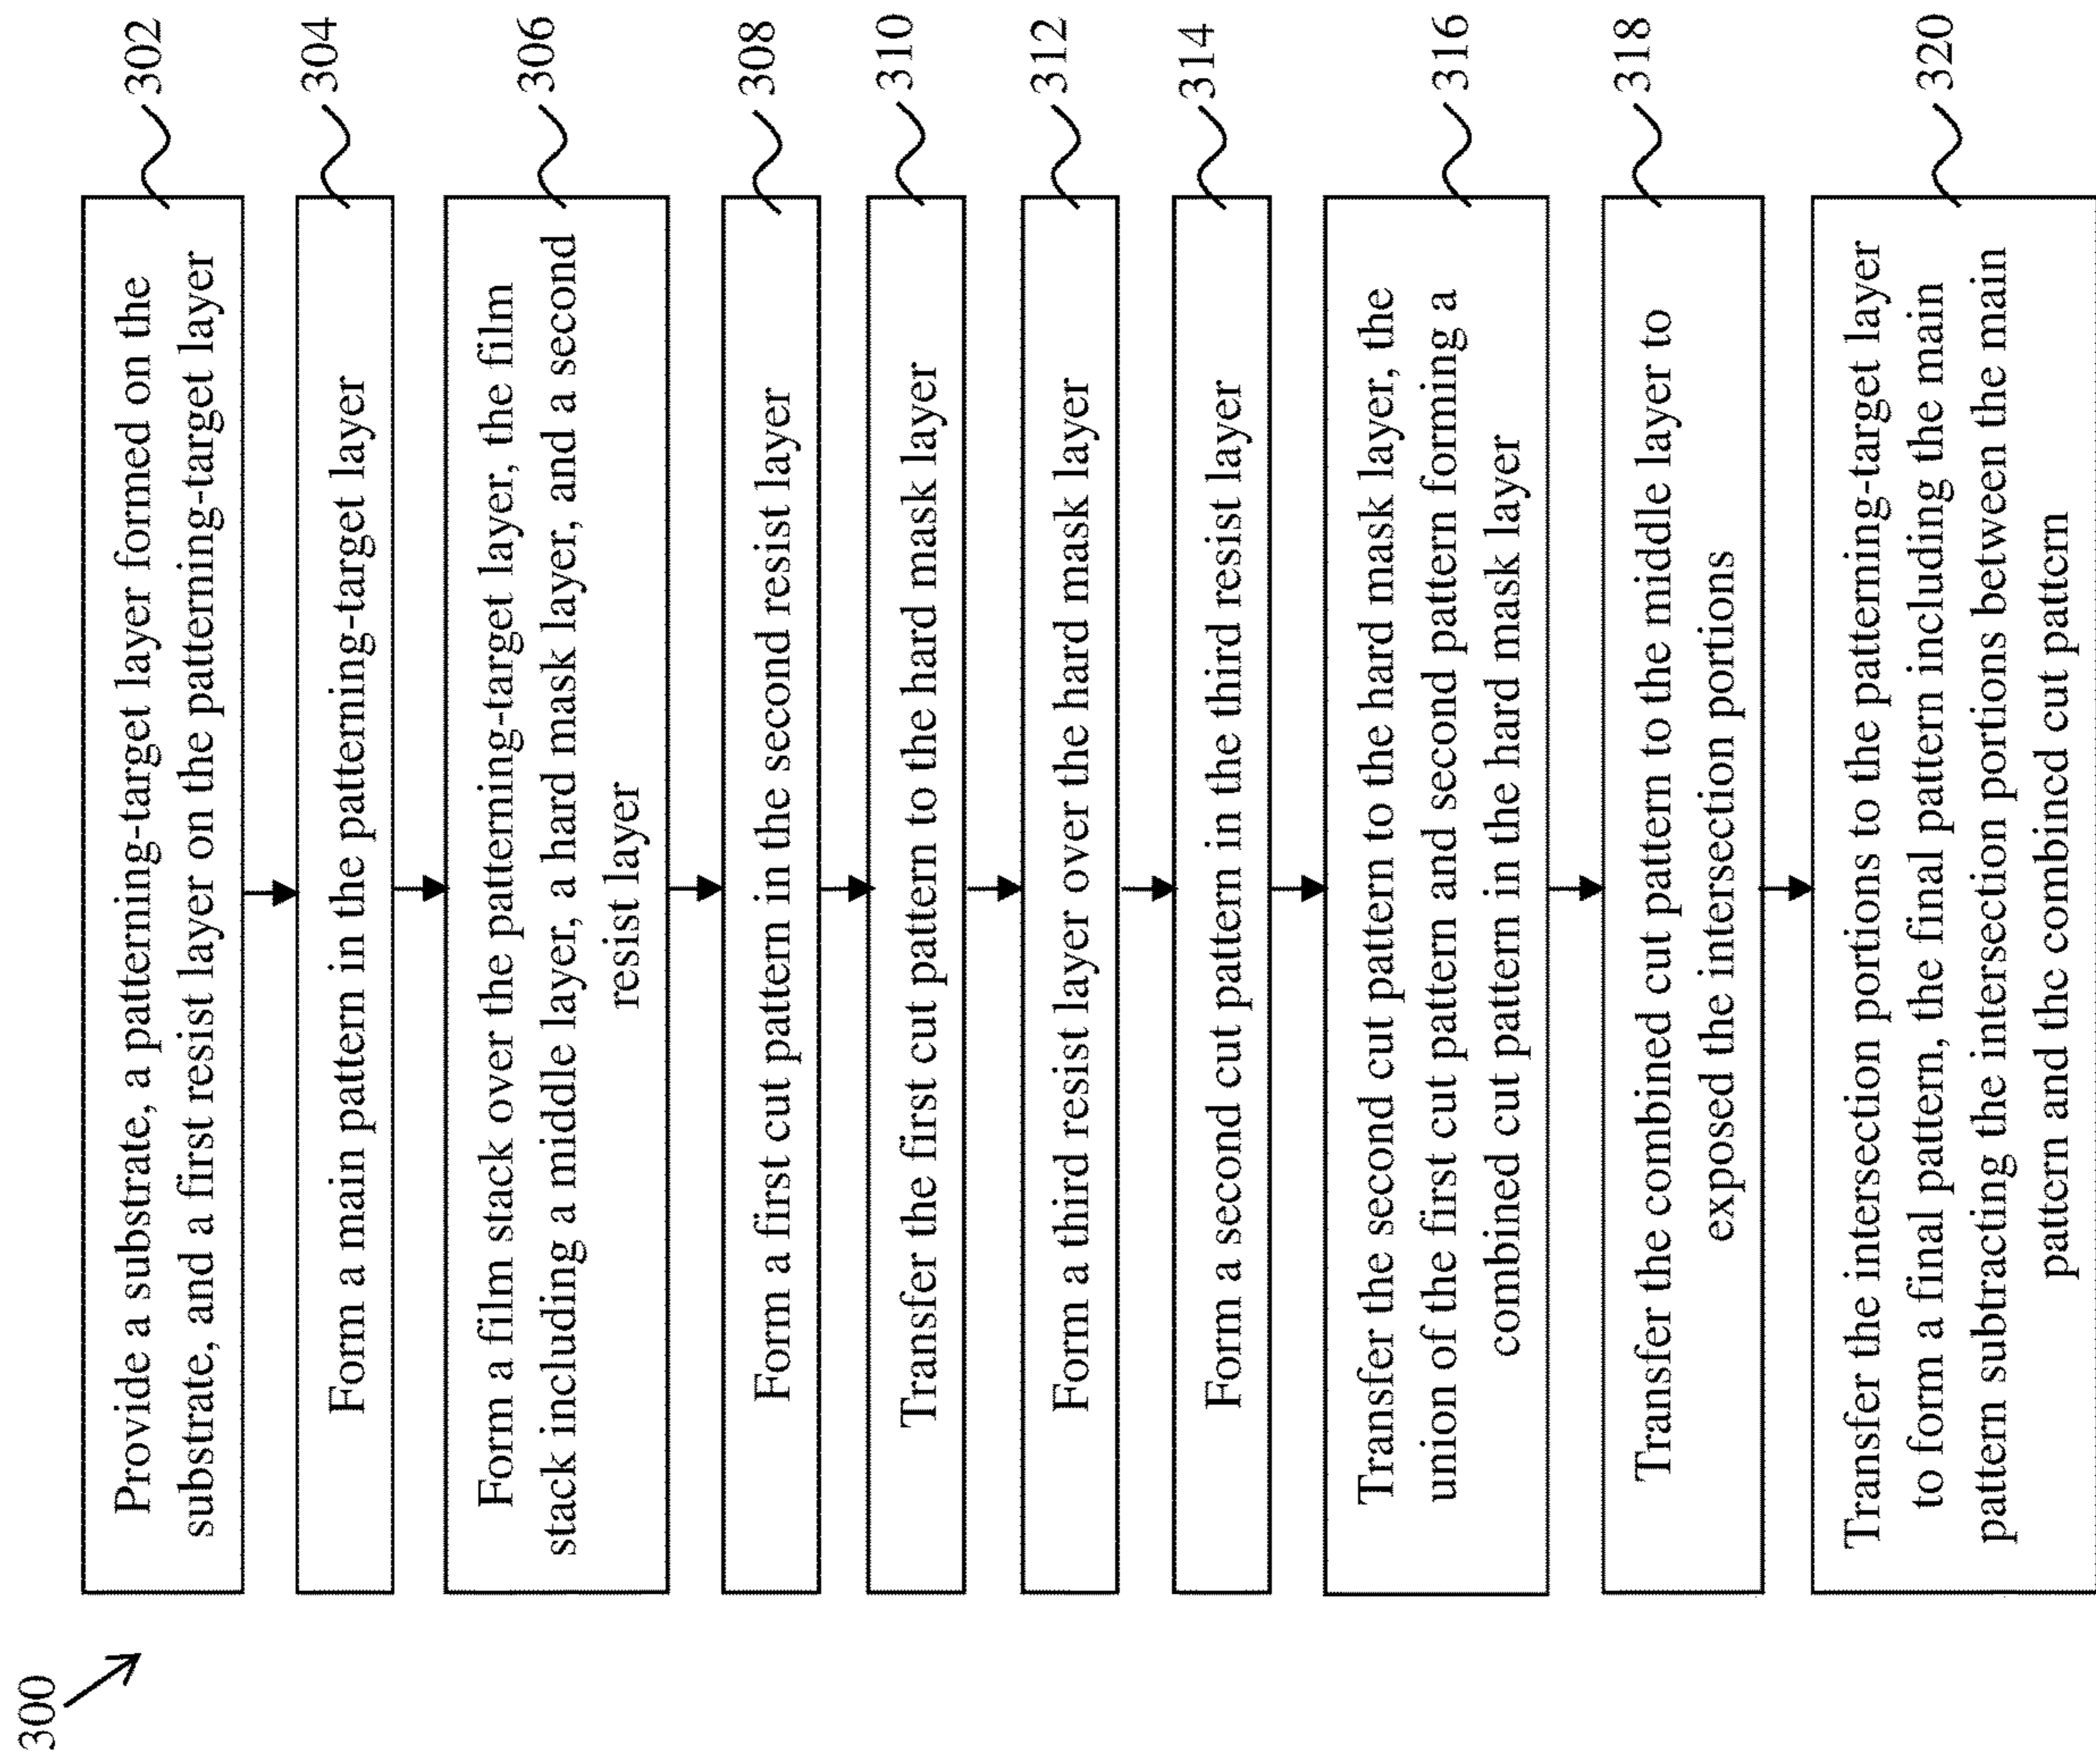 300
Provide a substrate, a patterning-target layer formed on the
substrate, and a first resist layer on the patterning-target layer
302
Form a main pattern in the patterning-target layer
304
Form a film stack over the patterning-target layer, the film
stack including a middle layer, a hard mask layer, and a second
resist layer
306
Form a first cut pattern in the second resist layer
308
Transfer the first cut pattern to the hard mask layer
310
Form a third resist layer over the hard mask layer
312
Form a second cut pattern in the third resist layer
314
Transfer the second cut pattern to the hard mask layer, the
union of the first cut pattern and second pattern forming a
combined cut pattern in the hard mask layer
316
Transfer the combined cut pattern to the middle layer to
exposed the intersection portions
318
Transfer the intersection portions to the patterning-target layer
to form a final pattern, the final pattern including the main
pattern subtracting the intersection portions between the main
pattern and the combined cut pattern
320